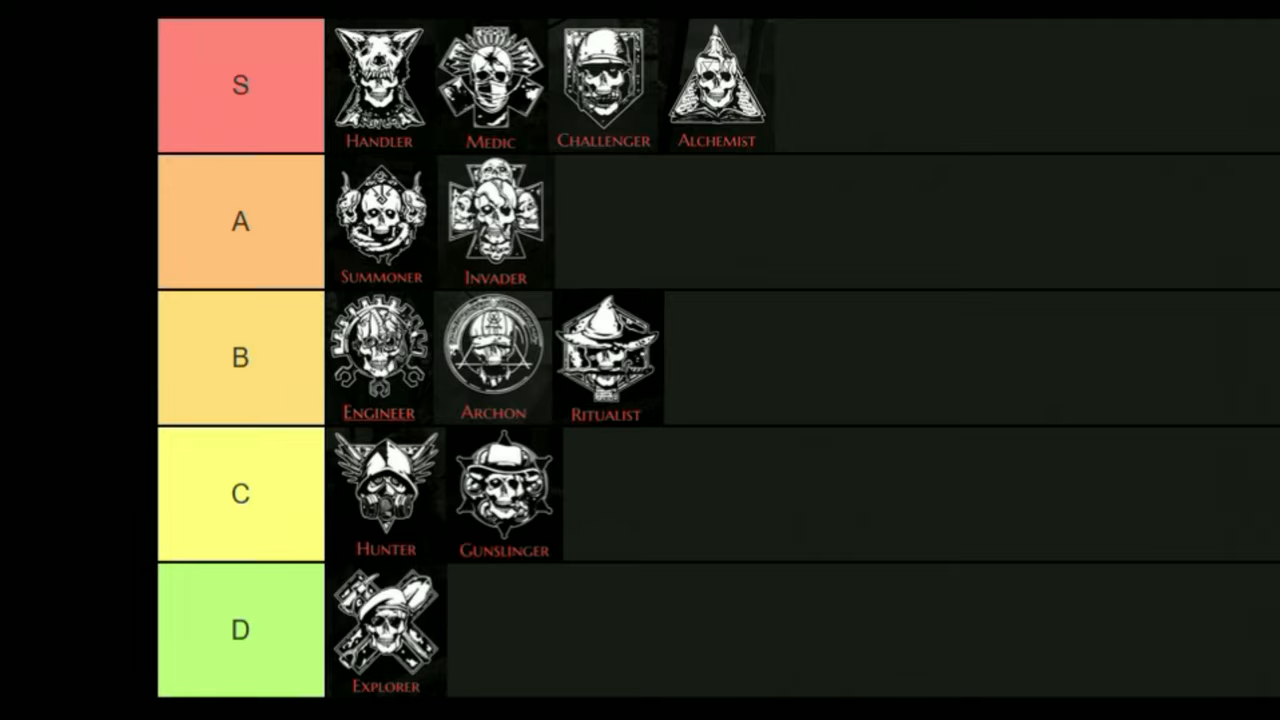 S
HANDLER
MEDIC
CHALLENGER
ALCHEMIST
A
SUMMONER
INVADER
B
ENGINEER
ARCHON
RITUALIST
C
HUNTER
GUNSLINGER
D
EXPLORER